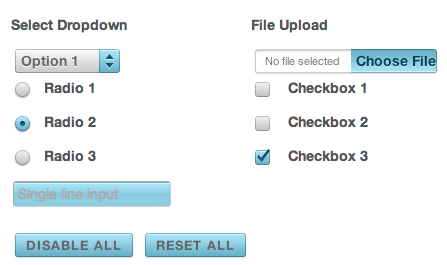 Select Dropdown
File Upload
Option 1
No file selected
Choose File
Radio 1
Checkbox 1
Radio 2
Checkbox 2
Radio 3
Checkbox 3
Single line input
DISABLE ALL
RESET ALL